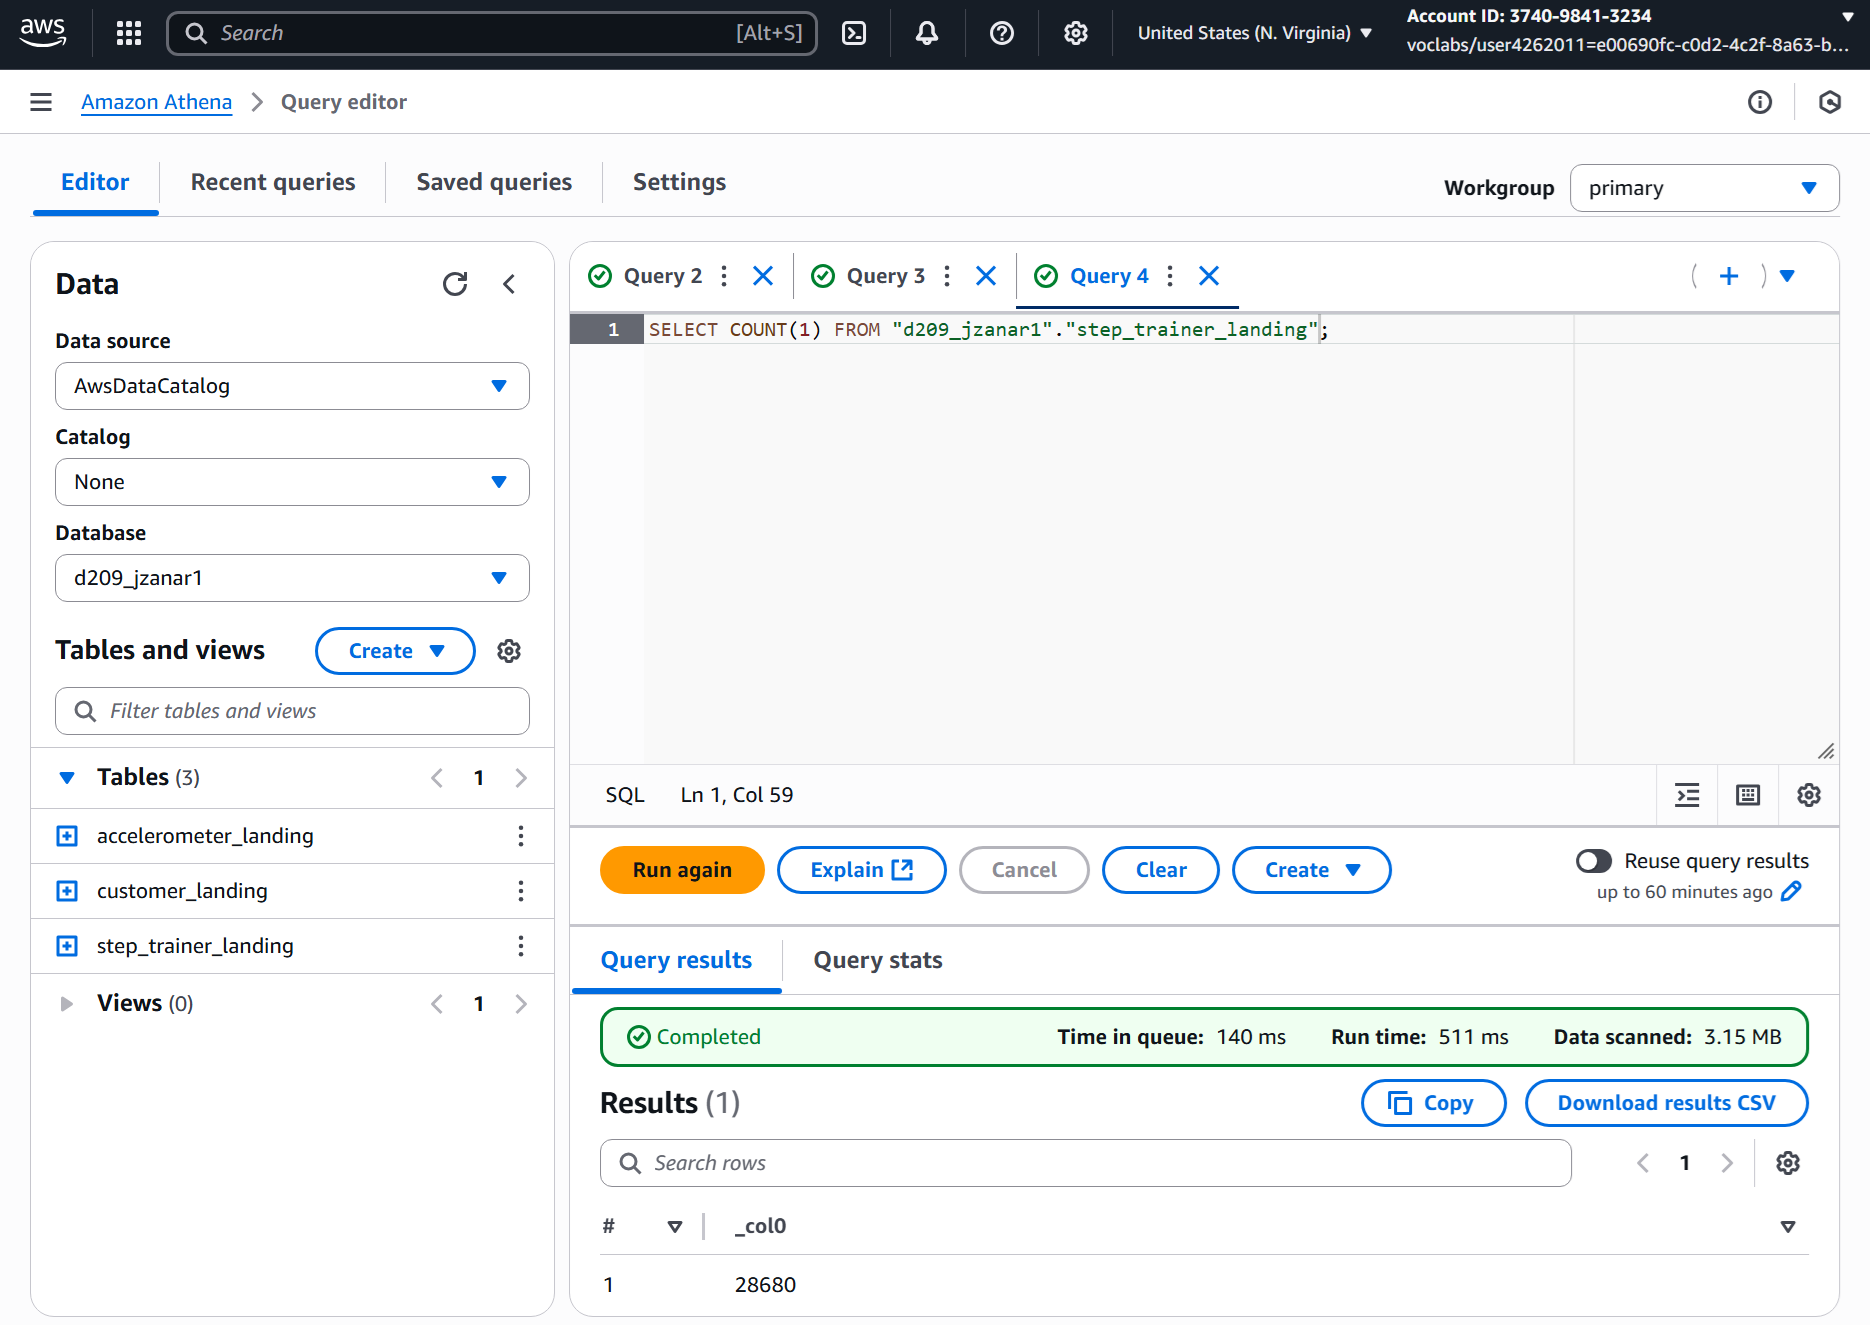 aws
Search
[Alt+S]
United States (N. Virginia)
Account ID: 3740-9841-3234
voclabs/user4262011=e00690fc-c0d2-4c2f-8a63-b...
Amazon Athena
Query editor
Editor
Recent queries
Saved queries
Settings
Workgroup
primary
Data
Data source
AwsDataCatalog
Catalog
None
Database
d209_jzanar1
Tables and views
Create
Filter tables and views
Tables (3)
1
accelerometer_landing
customer_landing
step_trainer_landing
Views (0)
1
Query 2
Query 3
Query 4
1 SELECT COUNT(1) FROM "d209_jzanar1"."step_trainer_landing";
SQL
Ln 1, Col 59
Run again
Explain
Cancel
Clear
Create
Reuse query results
up to 60 minutes ago
Query results
Query stats
Completed
Time in queue: 140 ms
Run time: 511 ms
Data scanned: 3.15 MB
Results (1)
Copy
Download results CSV
Search rows
1
# _col0
1 28680